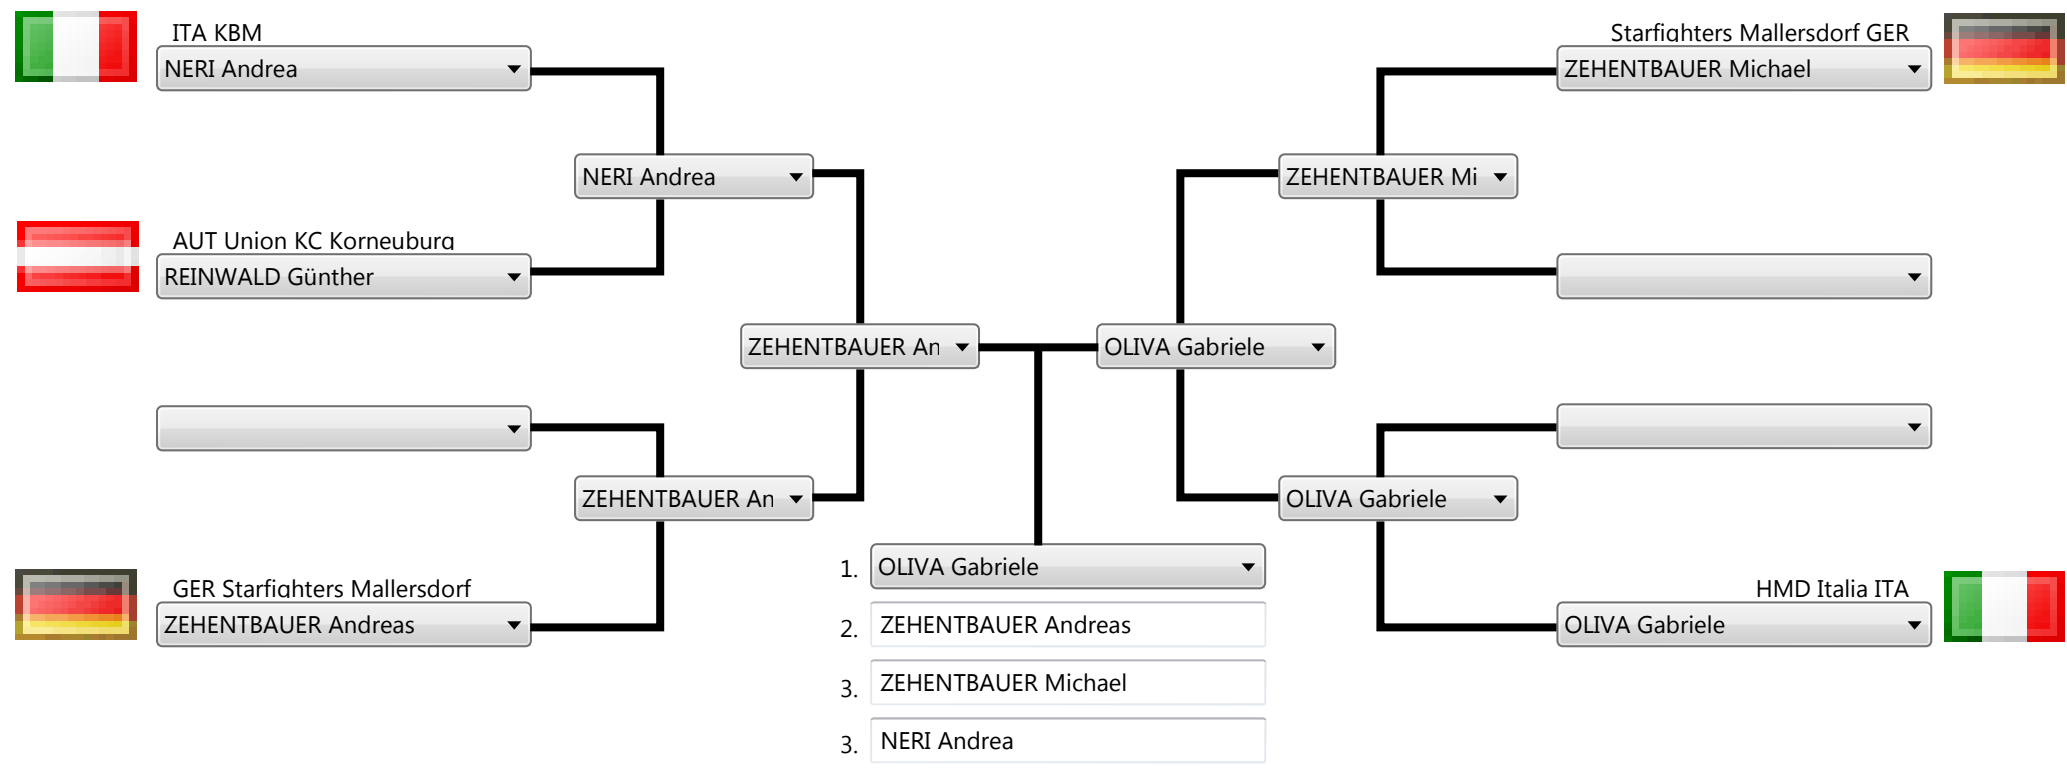 ITA KBM
NERI Andrea
Starfighters Mallersdorf GER
ZEHENTBAUER Michael
NERI Andrea
ZEHENTBAUER Mi
AUT Union KC Korneuburg
REINWALD Günther
ZEHENTBAUER An
OLIVA Gabriele
ZEHENTBAUER An
OLIVA Gabriele
GER Starfighters Mallersdorf
ZEHENTBAUER Andreas
HMD Italia ITA
OLIVA Gabriele
1. OLIVA Gabriele
2. ZEHENTBAUER Andreas
3. ZEHENTBAUER Michael
3. NERI Andrea